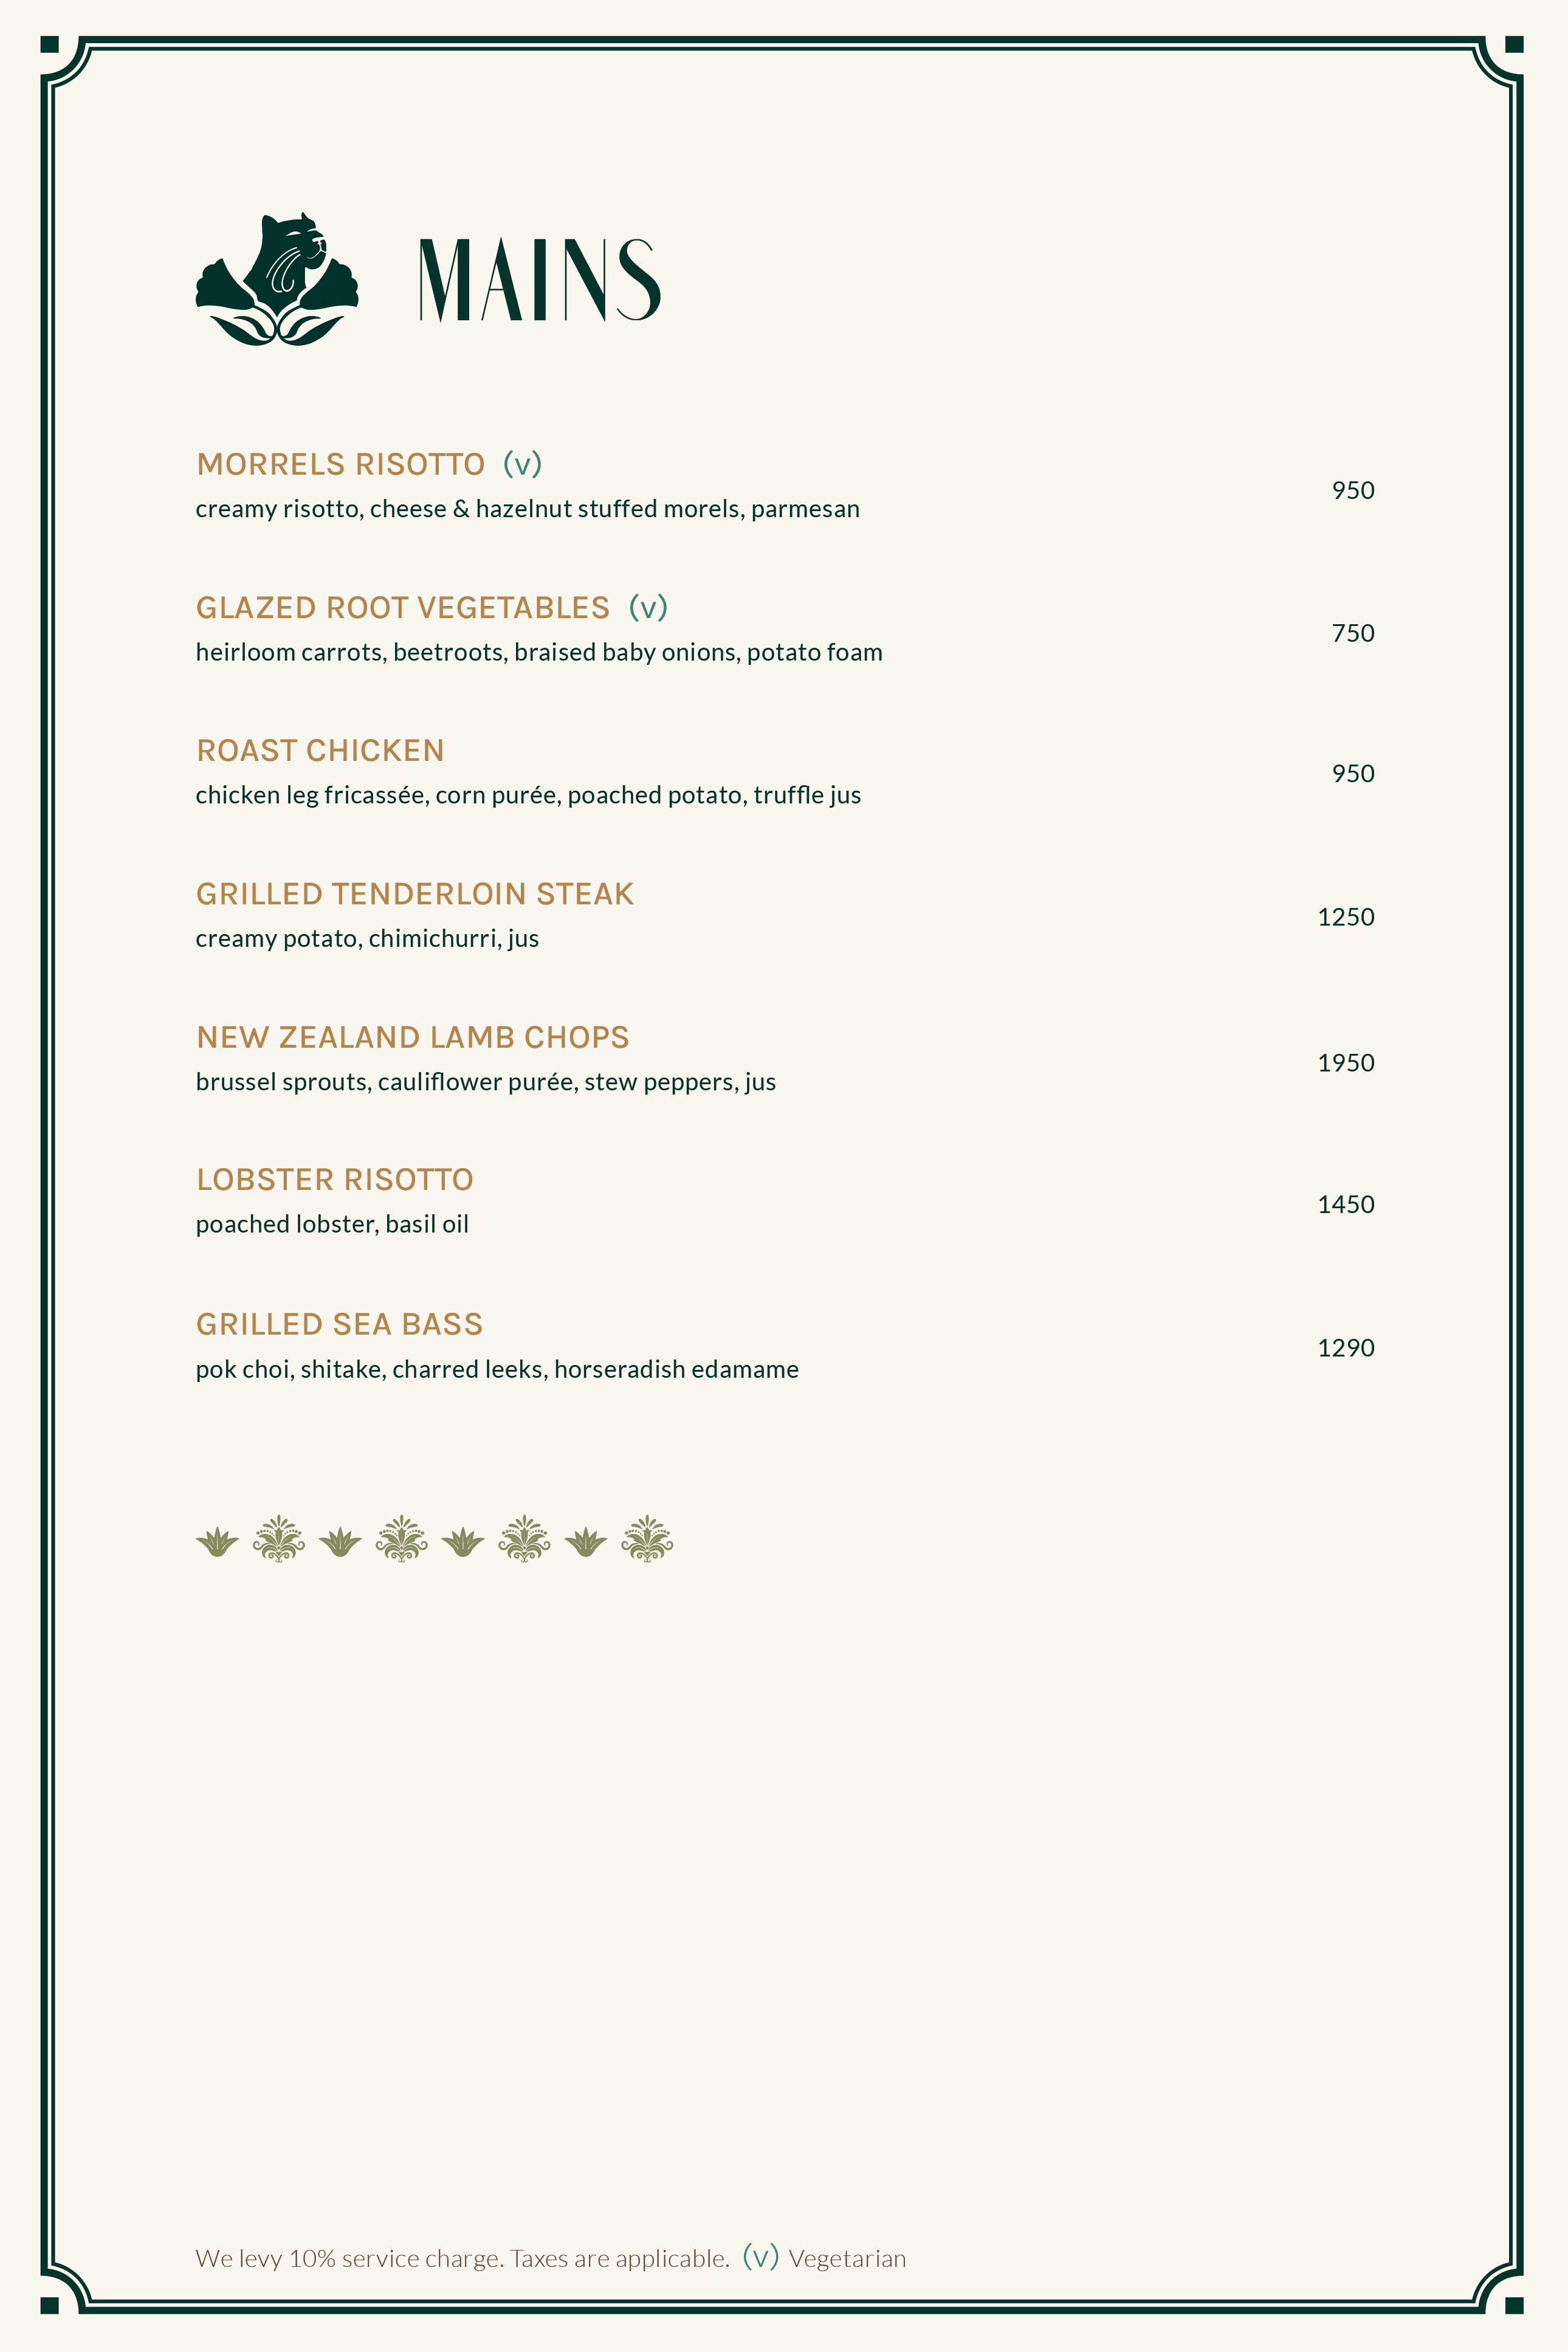 MAINS
MORRELS RISOTTO (v)
creamy risotto, cheese & hazelnut stuffed morels, parmesan
950
GLAZED ROOT VEGETABLES (v)
heirloom carrots, beetroots, braised baby onions, potato foam
750
ROAST CHICKEN
chicken leg fricassée, corn purée, poached potato, truffle jus
950
GRILLED TENDERLOIN STEAK
creamy potato, chimichurri, jus
1250
NEW ZEALAND LAMB CHOPS
brussel sprouts, cauliflower purée, stew peppers, jus
1950
LOBSTER RISOTTO
poached lobster, basil oil
1450
GRILLED SEA BASS
pok choi, shitake, charred leeks, horseradish edamame
1290
We levy 10% service charge. Taxes are applicable. (v) Vegetarian